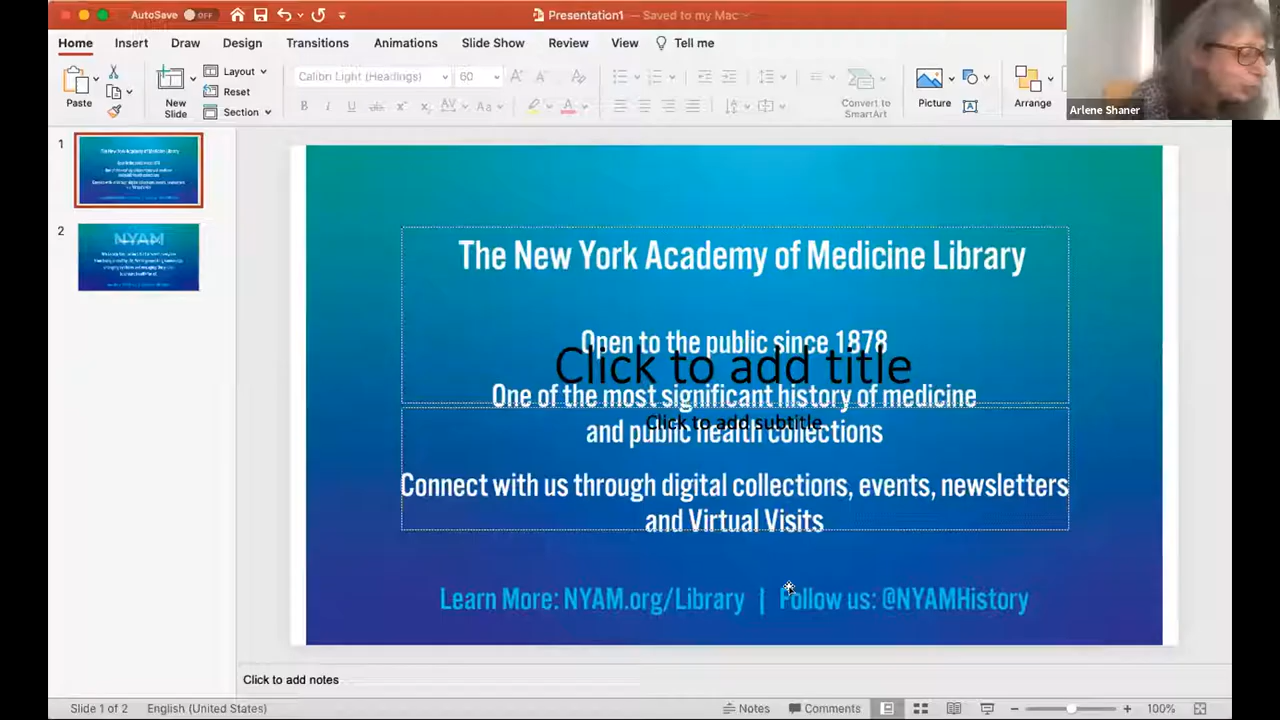 AutoSave OFF
Presentation1 — Saved to my Mac
Home Insert Draw Design Transitions Animations Slide Show Review View Tell me
Paste
New
Slide
Layout
Reset
Section
Calibri Light (Headings) 60
Convert to
SmartArt
Picture
Arrange
Arlene Shaner
1
2
NYAM
The New York Academy of Medicine Library
Open to the public since 1878
Click to add title
One of the most significant history of medicine
Click to add subtitle
and public health collections
Connect with us through digital collections, events, newsletters
and Virtual Visits
Learn More: NYAM.org/Library | Follow us: @NYAMHistory
Click to add notes
Slide 1 of 2 English (United States) Notes Comments 100%